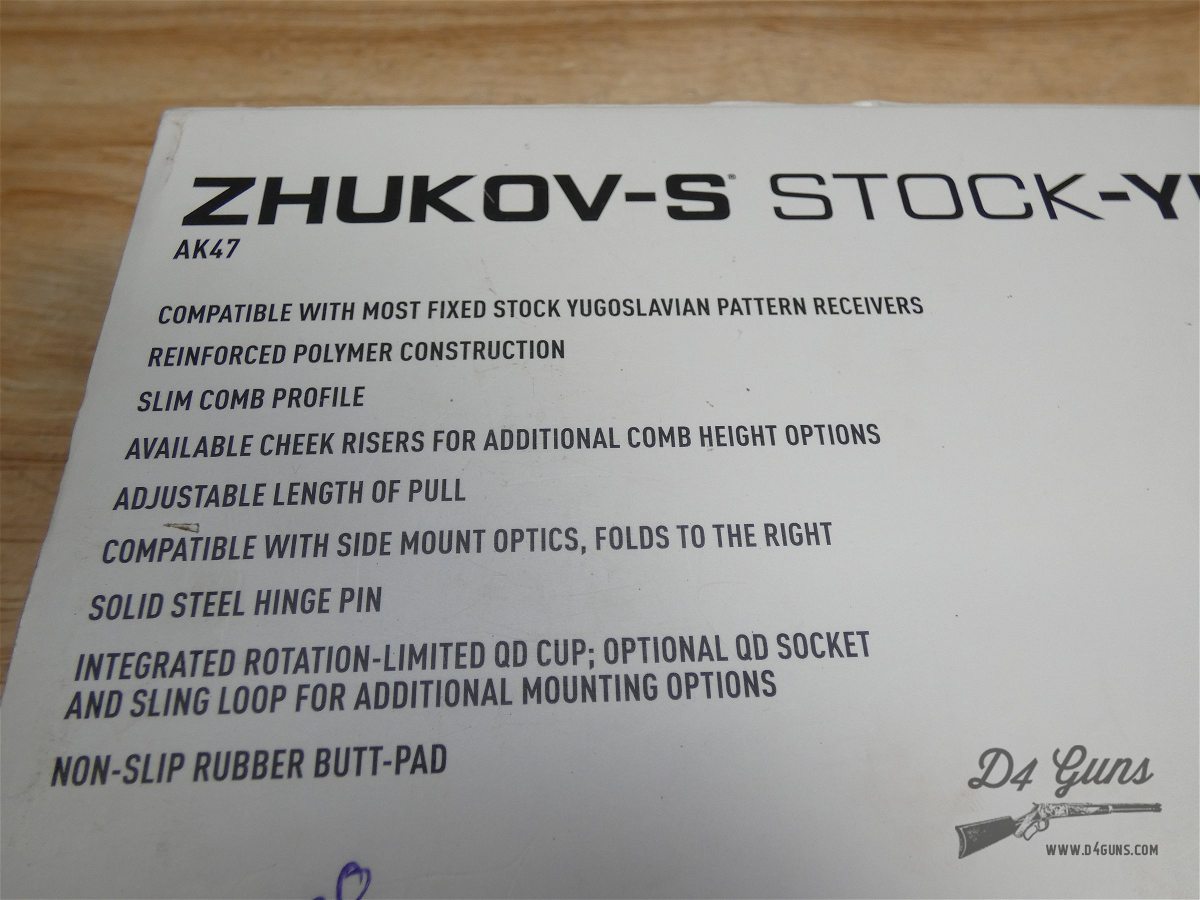 ZHUKOV-S® STOCK-YU
AK47
COMPATIBLE WITH MOST FIXED STOCK YUGOSLAVIAN PATTERN RECEIVERS
REINFORCED POLYMER CONSTRUCTION
SLIM COMB PROFILE
AVAILABLE CHEEK RISERS FOR ADDITIONAL COMB HEIGHT OPTIONS
ADJUSTABLE LENGTH OF PULL
COMPATIBLE WITH SIDE MOUNT OPTICS, FOLDS TO THE RIGHT
SOLID STEEL HINGE PIN
INTEGRATED ROTATION-LIMITED QD CUP; OPTIONAL QD SOCKET
AND SLING LOOP FOR ADDITIONAL MOUNTING OPTIONS
NON-SLIP RUBBER BUTT-PAD
D4 Guns
WWW.D4GUNS.COM